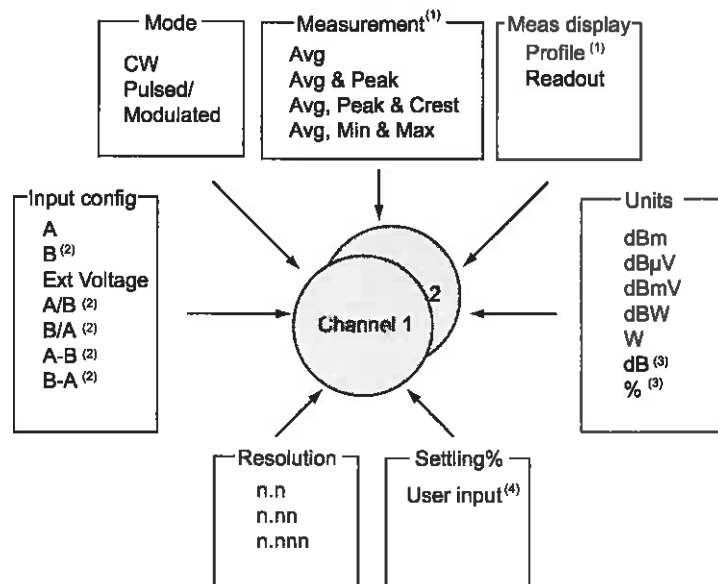 Mode
CW
Pulsed/
Modulated
Measurement(1)
Avg
Avg & Peak
Avg, Peak & Crest
Avg, Min & Max
Meas display
Profile (1)
Readout
Input config
A
B (2)
Ext Voltage
A/B (2)
B/A (2)
A-B (2)
B-A (2)
2
Channel 1
Units
dBm
dBµV
dBmV
dBW
W
dB (3)
% (3)
Resolution
n.n
n.nn
n.nnn
Settling%
User input(4)